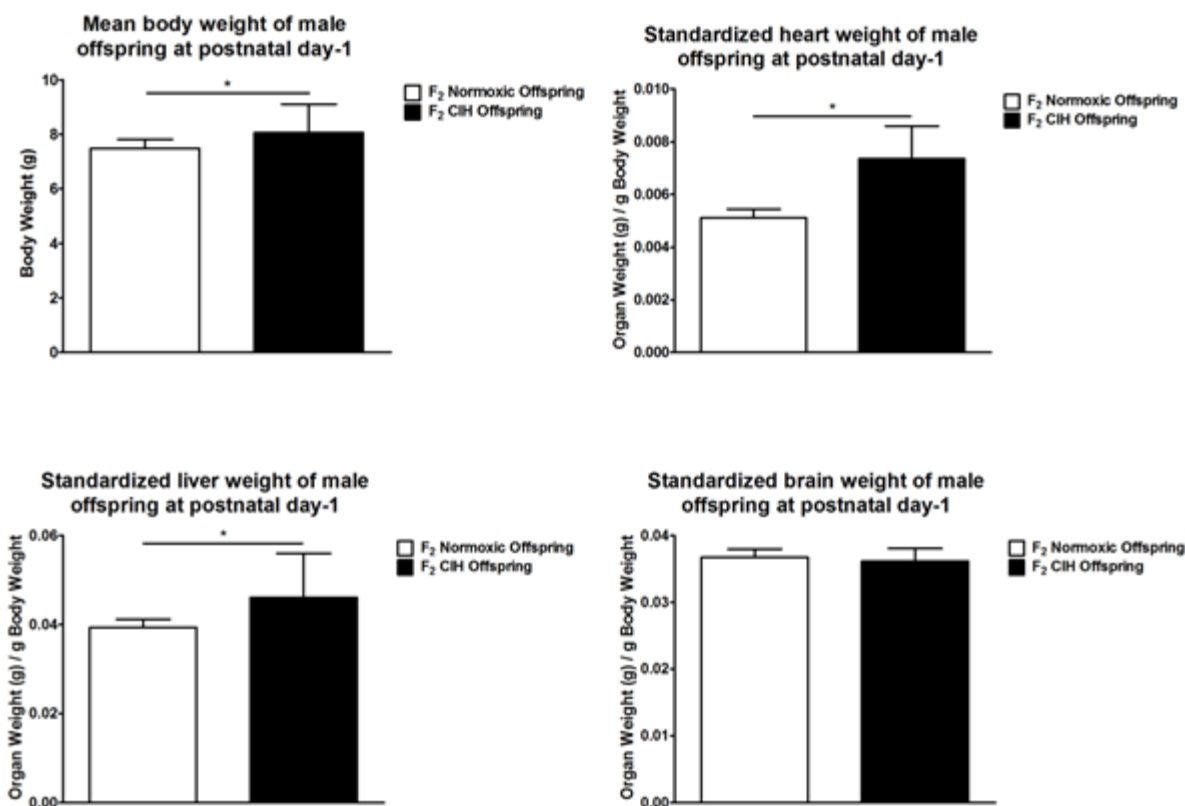 Mean body weight of male
offspring at postnatal day-1
10
8
6
4
2
0
Body Weight (g)
*
F₂ Normoxic Offspring
F₂ CIH Offspring
Standardized heart weight of male
offspring at postnatal day-1
0.010
0.008
0.006
0.004
0.002
0.000
Organ Weight (g) / g Body Weight
*
F₂ Normoxic Offspring
F₂ CIH Offspring
Standardized liver weight of male
offspring at postnatal day-1
0.06
0.04
0.02
0.00
Organ Weight (g) / g Body Weight
*
F₂ Normoxic Offspring
F₂ CIH Offspring
Standardized brain weight of male
offspring at postnatal day-1
0.04
0.03
0.02
0.01
0.00
Organ Weight (g) / g Body Weight
F₂ Normoxic Offspring
F₂ CIH Offspring